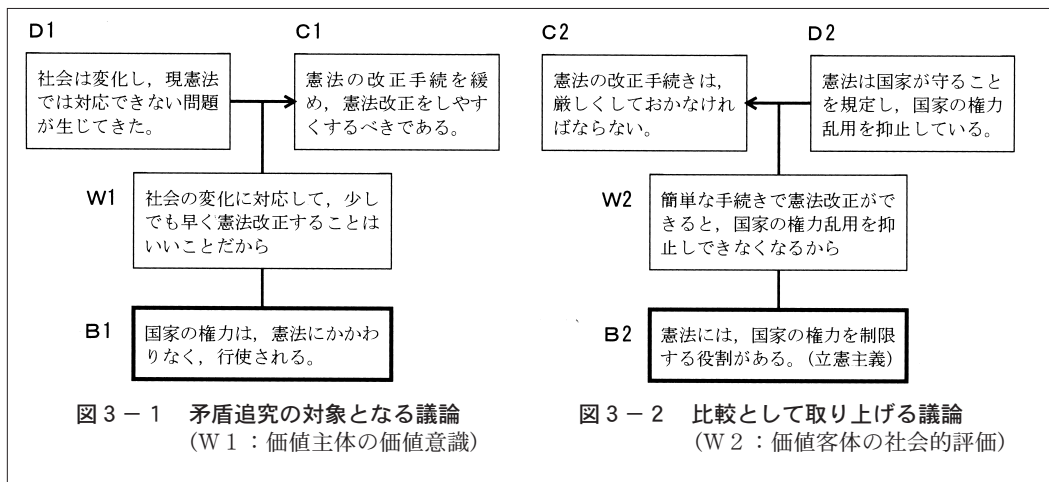 D1
C1
社会は変化し，現憲法
では対応できない問題
が生じてきた。
憲法の改正手続を緩
め，憲法改正をしやす
くするべきである。
W1
社会の変化に対応して，少し
でも早く憲法改正することは
いいことだから
B1
国家の権力は，憲法にかかわ
りなく，行使される。
図３－１　矛盾追究の対象となる議論
（W１：価値主体の価値意識）
C2
D2
憲法の改正手続きは，
厳しくしておかなけれ
ばならない。
憲法は国家が守ること
を規定し，国家の権力
乱用を抑止している。
W2
簡単な手続きで憲法改正がで
きると，国家の権力乱用を抑
止しできなくなるから
B2
憲法には，国家の権力を制限
する役割がある。（立憲主義）
図３－２　比較として取り上げる議論
（W２：価値客体の社会的評価）